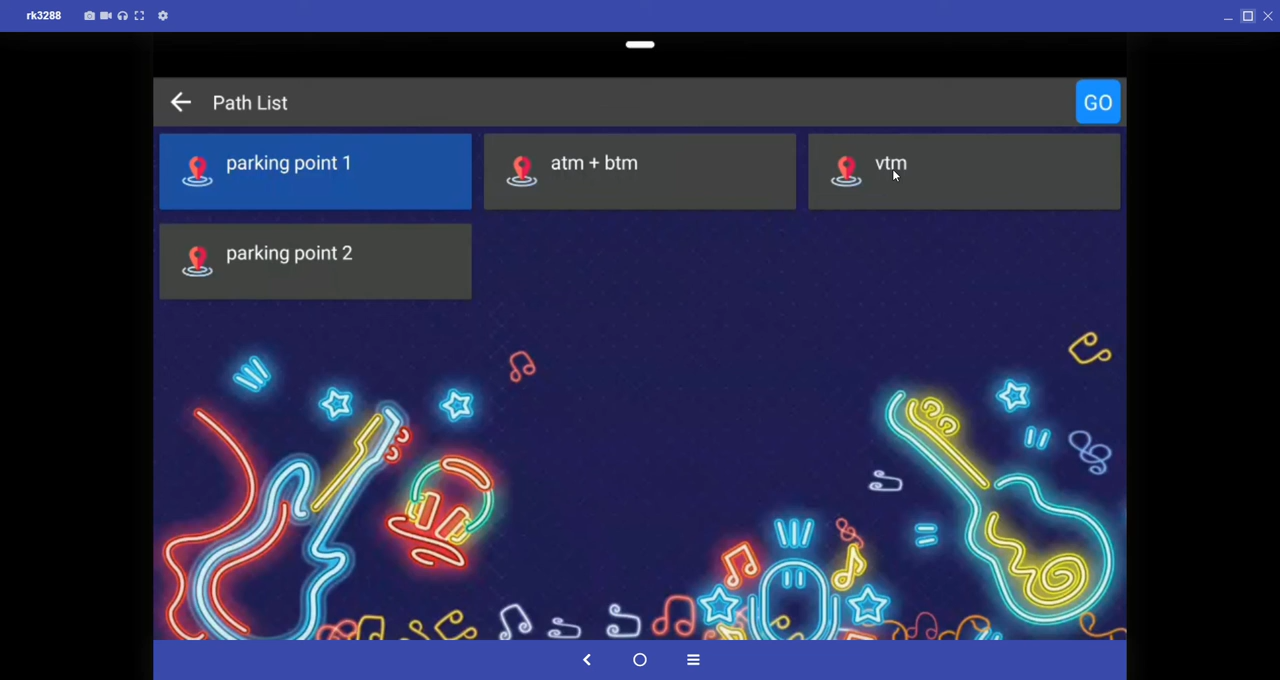 rk3288
Path List
GO
parking point 1
atm + btm
vtm
parking point 2